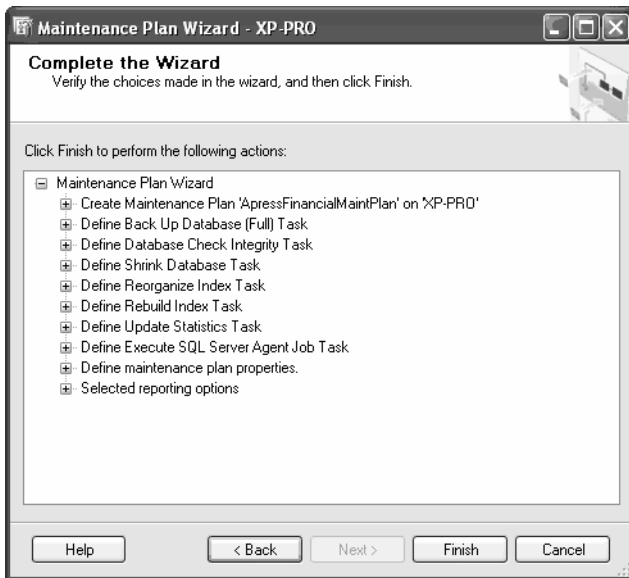 Maintenance Plan Wizard - XP-PRO
Complete the Wizard
Verify the choices made in the wizard, and then click Finish.
Click Finish to perform the following actions:
Maintenance Plan Wizard
Create Maintenance Plan 'ApressFinancialMaintPlan' on 'XP-PRO'
Define Back Up Database (Full) Task
Define Database Check Integrity Task
Define Shrink Database Task
Define Reorganize Index Task
Define Rebuild Index Task
Define Update Statistics Task
Define Execute SQL Server Agent Job Task
Define maintenance plan properties.
Selected reporting options
Help < Back Next > Finish Cancel